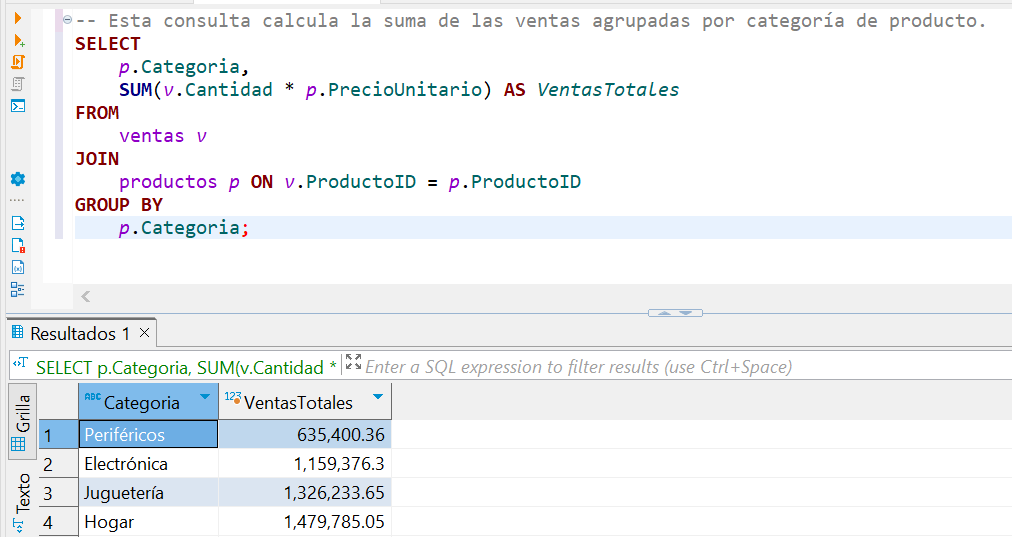 -- Esta consulta calcula la suma de las ventas agrupadas por categoría de producto.
SELECT
p.Categoria,
SUM(v.Cantidad * p.PrecioUnitario) AS VentasTotales
FROM
ventas v
JOIN
productos p ON v.ProductoID = p.ProductoID
GROUP BY
p.Categoria;
Resultados 1
SELECT p.Categoria, SUM(v.Cantidad * Enter a SQL expression to filter results (use Ctrl+Space)
Grilla
Texto
ABC Categoria 123 VentasTotales
1 Periféricos 635,400.36
2 Electrónica 1,159,376.3
3 Juguetería 1,326,233.65
4 Hogar 1,479,785.05